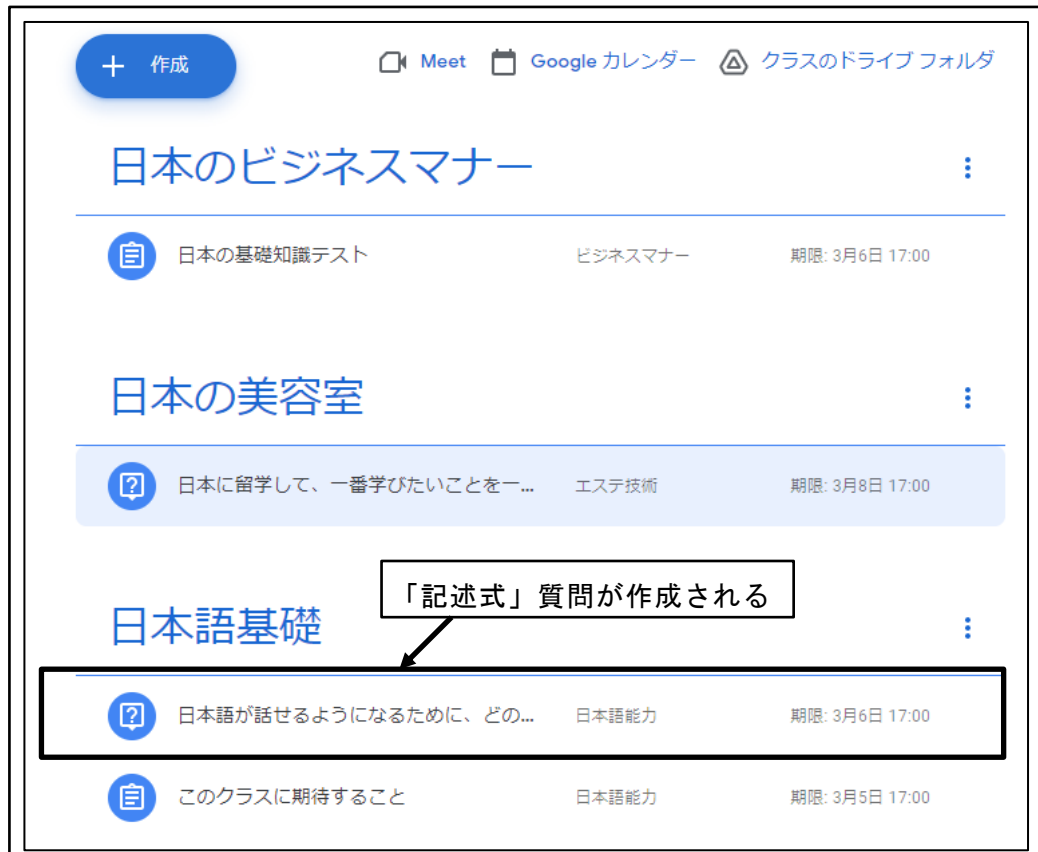 + 作成 Meet Google カレンダー クラスのドライブ フォルダ
日本のビジネスマナー
日本の基礎知識テスト ビジネスマナー 期限: 3月6日 17:00
日本の美容室
日本に留学して、一番学びたいことを一... エステ技術 期限: 3月8日 17:00
「記述式」質問が作成される
日本語基礎
日本語が話せるようになるために、どの... 日本語能力 期限: 3月6日 17:00
このクラスに期待すること 日本語能力 期限: 3月5日 17:00